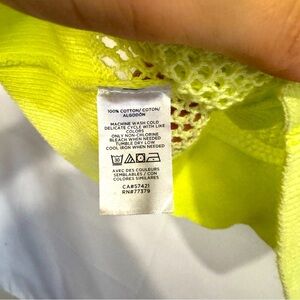 100% COTTON/ COTON/
ALGODÓN
MACHINE WASH COLD
DELICATE CYCLE WITH LIKE
COLORS
ONLY NON-CHLORINE
BLEACH WHEN NEEDED
TUMBLE DRY LOW
COOL IRON WHEN NEEDED
AVEC DES COULEURS
SEMBLABLES / CON
COLORES SIMILARES
CA#57421
RN#77379